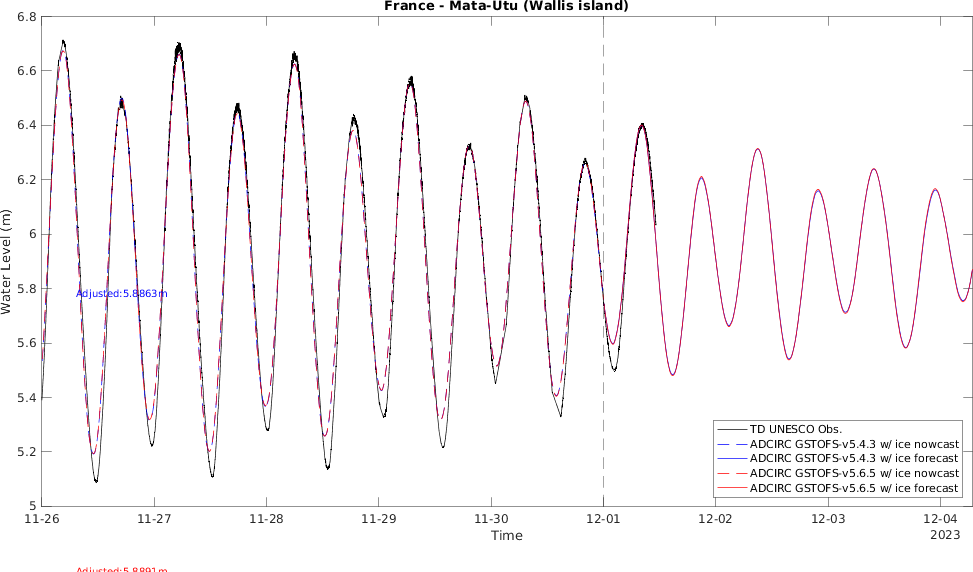 France - Mata-Utu (Wallis island)
6.8
6.6
6.4
6.2
6
5.8
5.6
5.4
5.2
5
Water Level (m)
Adjusted:5.8863m
TD UNESCO Obs.
ADCIRC GSTOFS-v5.4.3 w/ ice nowcast
ADCIRC GSTOFS-v5.4.3 w/ ice forecast
ADCIRC GSTOFS-v5.6.5 w/ ice nowcast
ADCIRC GSTOFS-v5.6.5 w/ ice forecast
11-26 11-27 11-28 11-29 11-30 12-01 12-02 12-03 12-04
Time
2023
Adjusted:5.8891m